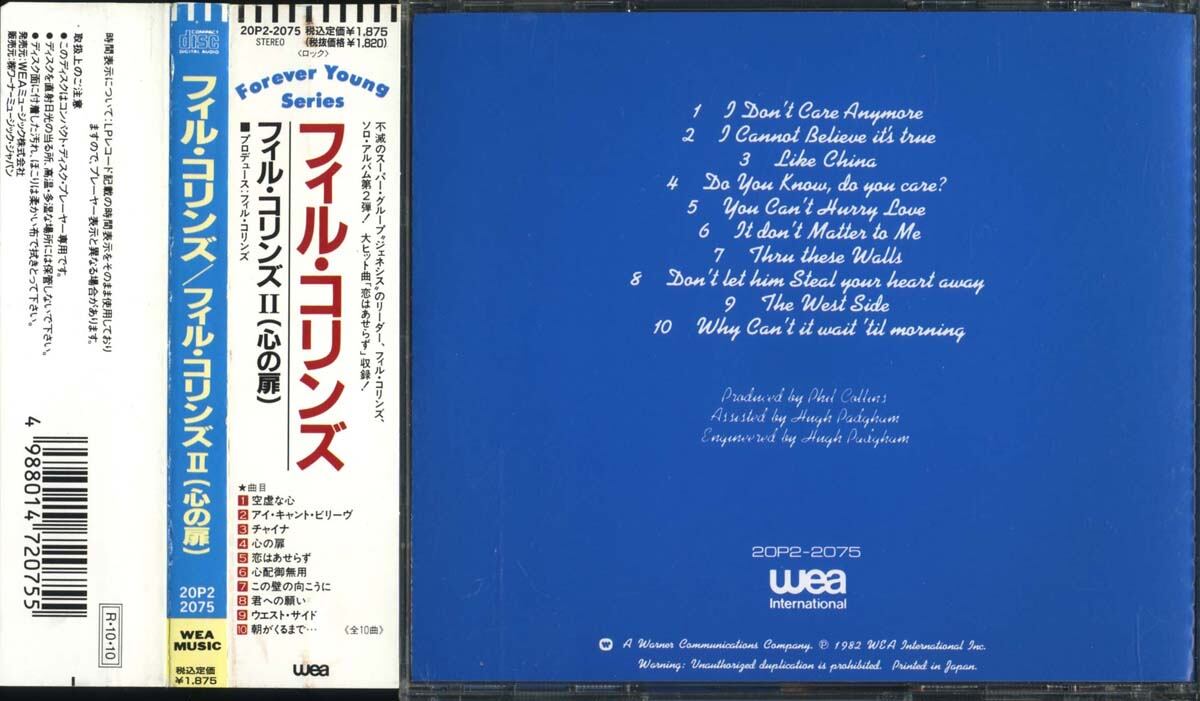 時間表示について:LPレコード記載の時間表示をそのまま使用しており
ますので、プレーヤー表示と異なる場合があります。
取扱上のご注意
●このディスクはコンパクト・ディスク・プレーヤー専用です。
●ディスクを直射日光の当る所、高温・多湿な場所には保管しないで下さい。
●ディスク面に付着した汚れ、ほこりは柔かい布で拭きとって下さい。
発売元:WEAミュージック株式会社
販売元:㈱ワーナーミュージック・ジャパン
4 988014 720755
R・10・10
COMPACT
disc
DIGITAL AUDIO
フィル・コリンズ/フィル・コリンズⅡ(心の扉)
20P2
2075
WEA
MUSIC
税込定価
¥1,875
20P2-2075 税込定価¥1,875
STEREO (税抜価格¥1,820)
〈ロック〉
Forever Young
Series
不滅のスーパー・グループ“ジェネシス”のリーダー、フィル・コリンズ、
ソロ・アルバム第2弾! 大ヒット曲「恋はあせらず」収録!
フィル・コリンズ
フィル・コリンズⅡ(心の扉)
■プロデュース:フィル・コリンズ
★曲目
1 空虚な心
2 アイ・キャント・ビリーヴ
3 チャイナ
4 心の扉
5 恋はあせらず
6 心配御無用
7 この壁の向こうに
8 君への願い
9 ウエスト・サイド
10 朝がくるまで… 《全10曲》
wea
1 I Don't Care Anymore
2 I Cannot Believe it's true
3 Like China
4 Do You Know, do you care?
5 You Can't Hurry Love
6 It don't Matter to Me
7 Thru these Walls
8 Don't let him Steal your heart away
9 The West Side
10 Why Can't it wait 'til morning
Produced by Phil Collins
Assisted by Hugh Padgham
Engineered by Hugh Padgham
20P2-2075
wea
International
A Warner Communications Company. ℗ 1982 WEA International Inc.
Warning: Unauthorized duplication is prohibited. Printed in Japan.